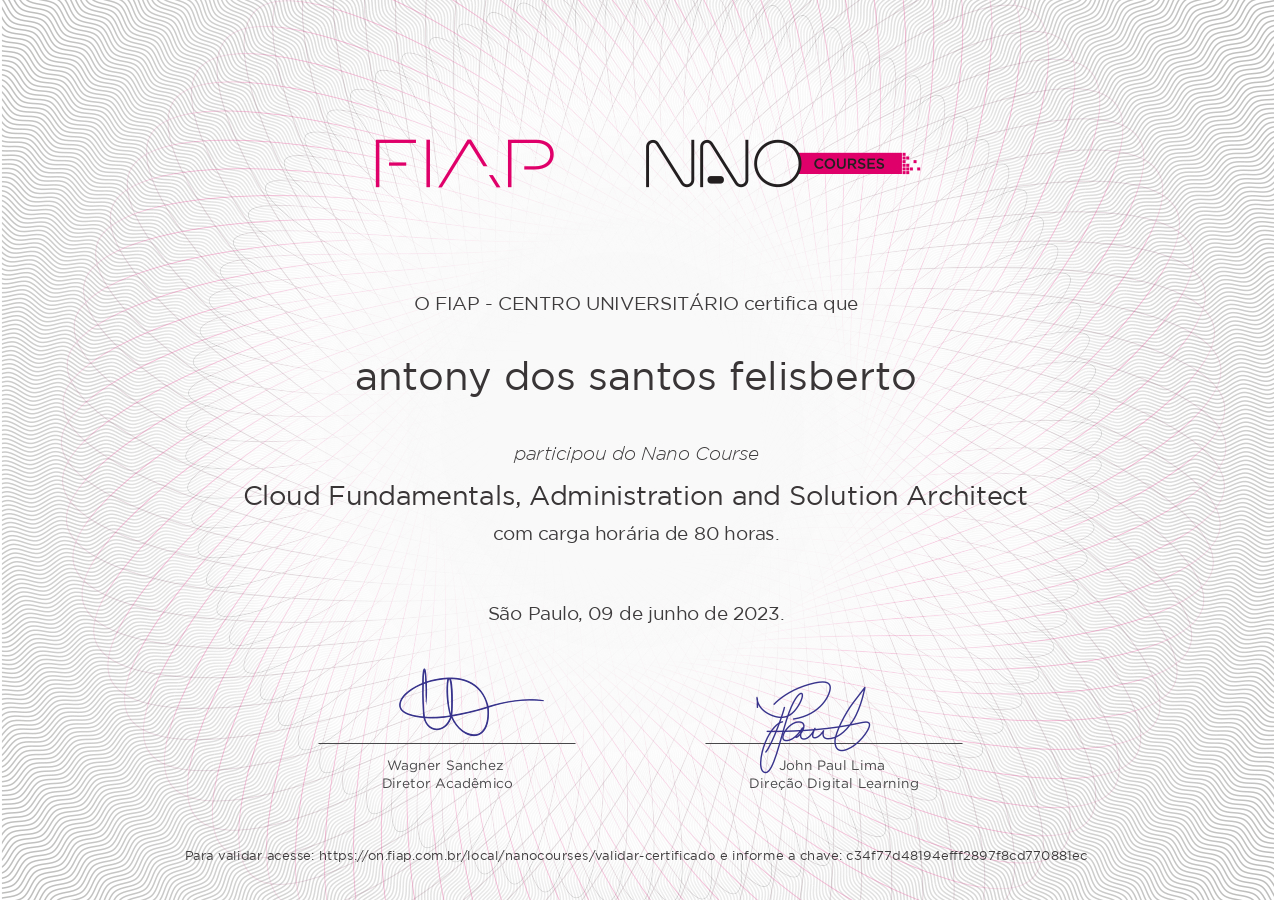 FIAP NANO COURSES
O FIAP - CENTRO UNIVERSITÁRIO certifica que
antony dos santos felisberto
participou do Nano Course
Cloud Fundamentals, Administration and Solution Architect
com carga horária de 80 horas.
São Paulo, 09 de junho de 2023.
Wagner Sanchez
Diretor Acadêmico
John Paul Lima
Direção Digital Learning
Para validar acesse: https://on.fiap.com.br/local/nanocourses/validar-certificado e informe a chave: c34f77d48194efff2897f8cd770881ec